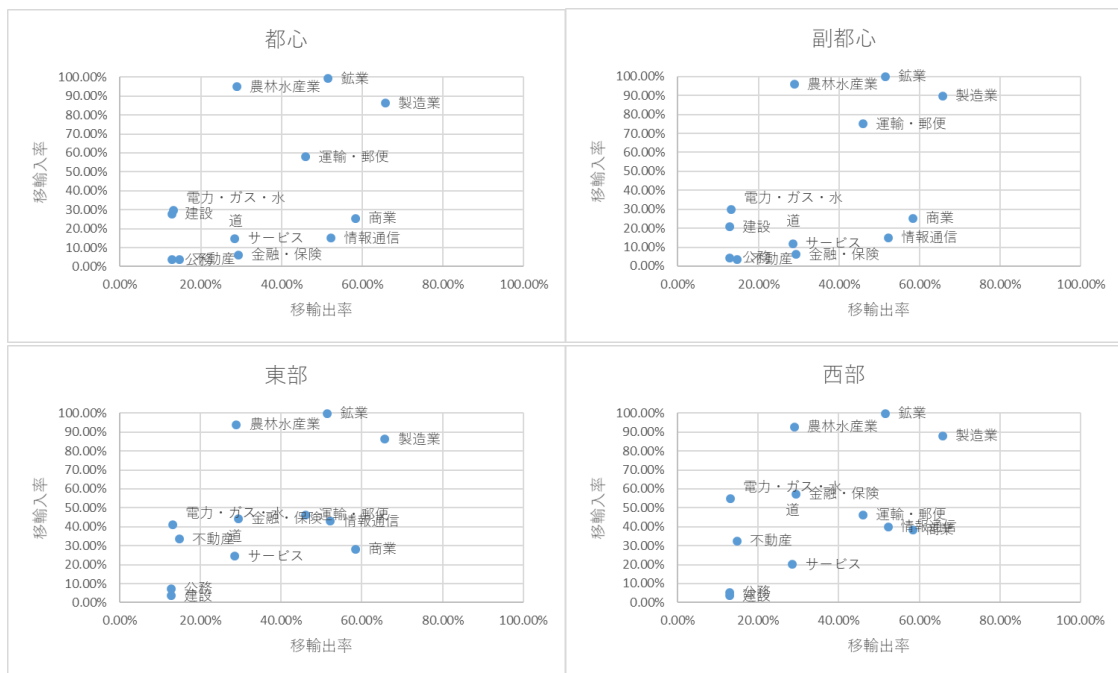 都心
移輸入率
100.00%
90.00%
80.00%
70.00%
60.00%
50.00%
40.00%
30.00%
20.00%
10.00%
0.00%
農林水産業
鉱業
製造業
運輸・郵便
電力・ガス・水
道
建設
商業
サービス
情報通信
金融・保険
公務
不動産
0.00%
20.00%
40.00%
60.00%
80.00%
100.00%
移輸出率
副都心
移輸入率
100.00%
90.00%
80.00%
70.00%
60.00%
50.00%
40.00%
30.00%
20.00%
10.00%
0.00%
農林水産業
鉱業
製造業
運輸・郵便
電力・ガス・水
道
建設
商業
サービス
情報通信
金融・保険
公務
不動産
0.00%
20.00%
40.00%
60.00%
80.00%
100.00%
移輸出率
東部
移輸入率
100.00%
90.00%
80.00%
70.00%
60.00%
50.00%
40.00%
30.00%
20.00%
10.00%
0.00%
農林水産業
鉱業
製造業
電力・ガス・水
道
金融・保険
運輸・郵便
情報通信
不動産
サービス
商業
公務
建設
0.00%
20.00%
40.00%
60.00%
80.00%
100.00%
移輸出率
西部
移輸入率
100.00%
90.00%
80.00%
70.00%
60.00%
50.00%
40.00%
30.00%
20.00%
10.00%
0.00%
農林水産業
鉱業
製造業
電力・ガス・水
道
金融・保険
運輸・郵便
情報通信
商業
不動産
サービス
公務
建設
0.00%
20.00%
40.00%
60.00%
80.00%
100.00%
移輸出率